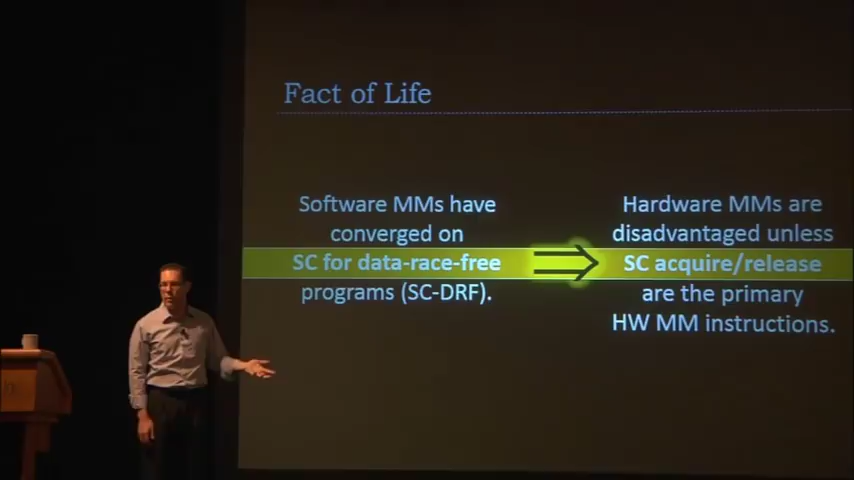 Fact of Life
Software MMs have
converged on
SC for data-race-free
programs (SC-DRF).
Hardware MMs are
disadvantaged unless
SC acquire/release
are the primary
HW MM instructions.